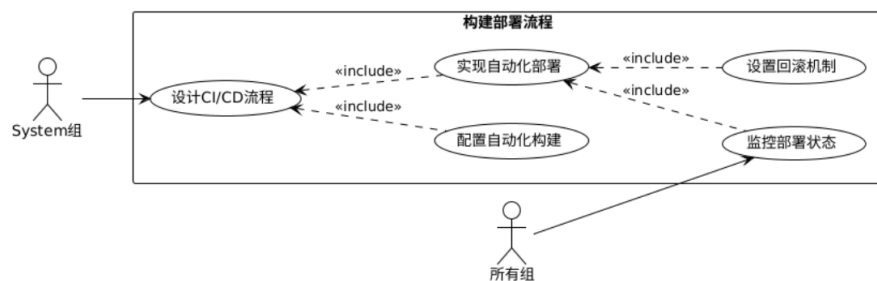 构建部署流程
System组
设计CI/CD流程
«include»
«include»
实现自动化部署
配置自动化构建
«include»
«include»
设置回滚机制
监控部署状态
所有组